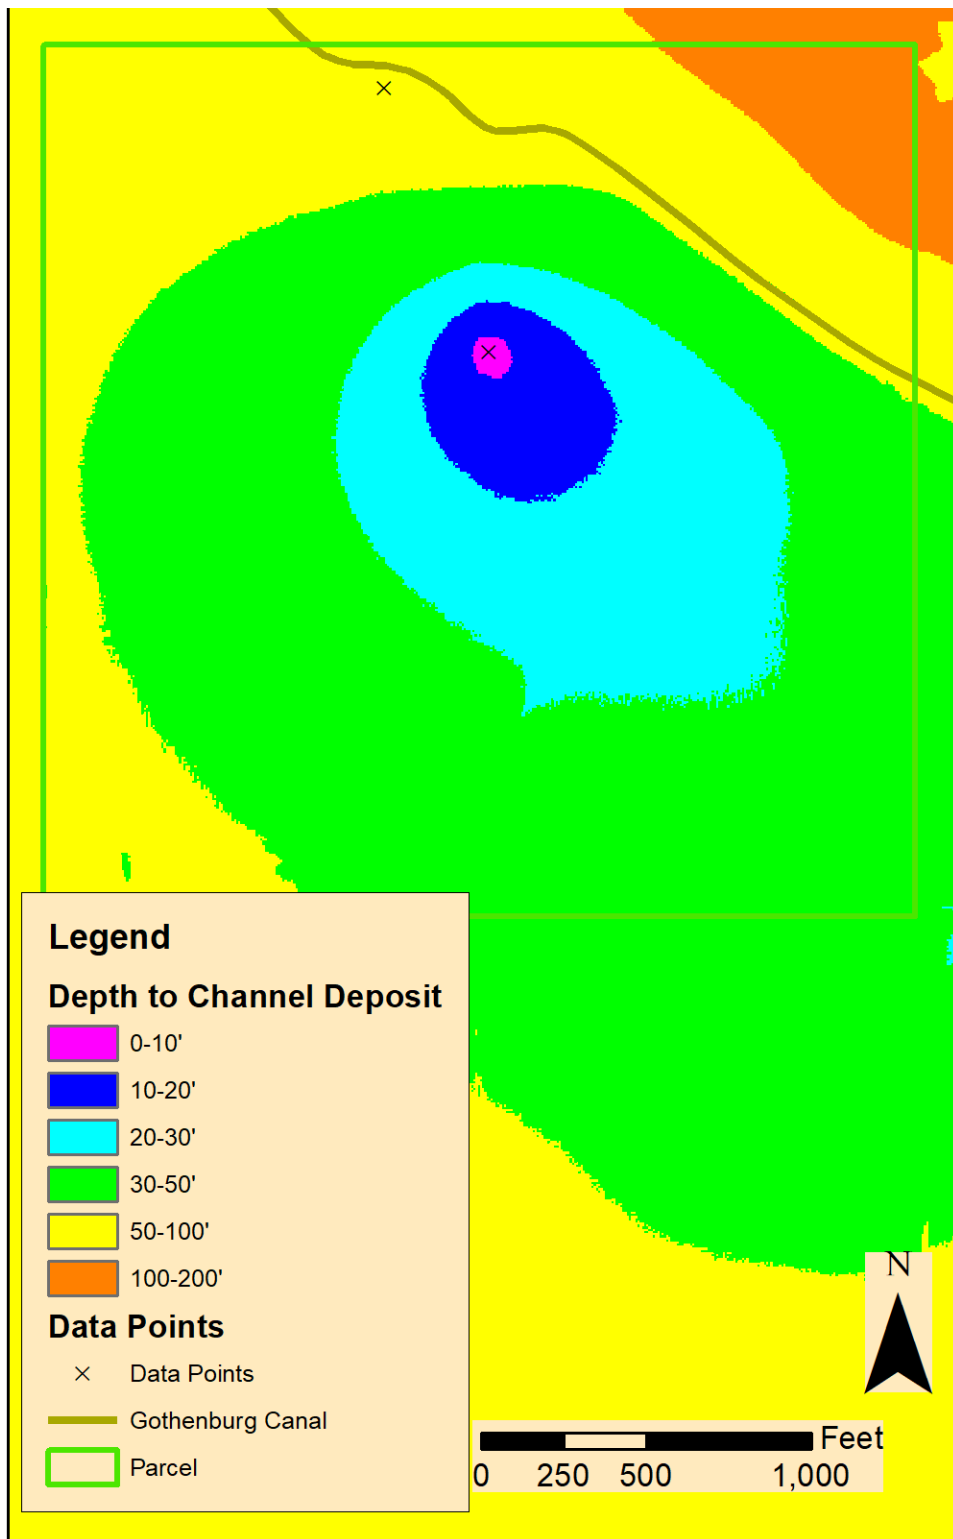 Legend
Depth to Channel Deposit
0-10'
10-20'
20-30'
30-50'
50-100'
100-200'
Data Points
Data Points
Gothenburg Canal
Parcel
N
Feet
0 250 500 1,000